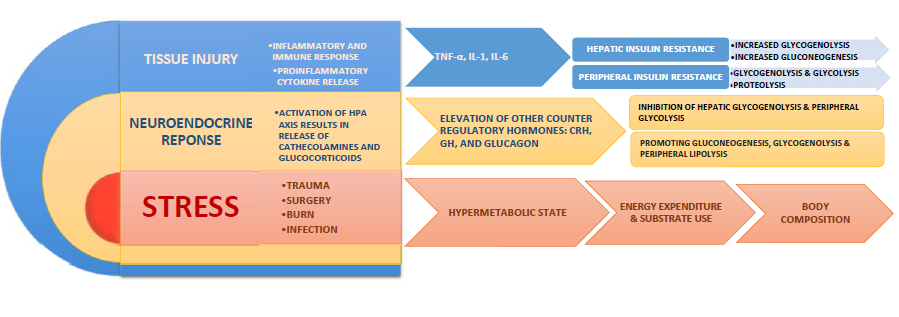 TISSUE INJURY
•INFLAMMATORY AND
IMMUNE RESPONSE
•PROINFLAMMATORY
CYTOKINE RELEASE
TNF-α, IL-1, IL-6
HEPATIC INSULIN RESISTANCE
•INCREASED GLYCOGENOLYSIS
•INCREASED GLUCONEOGENESIS
PERIPHERAL INSULIN RESISTANCE
•GLYCOGENOLYSIS & GLYCOLYSIS
•PROTEOLYSIS
NEUROENDOCRINE
REPONSE
•ACTIVATION OF HPA
AXIS RESULTS IN
RELEASE OF
CATHECOLAMINES AND
GLUCOCORTICOIDS
ELEVATION OF OTHER COUNTER
REGULATORY HORMONES: CRH,
GH, AND GLUCAGON
INHIBITION OF HEPATIC GLYCOGENOLYSIS & PERIPHERAL
GLYCOLYSIS
PROMOTING GLUCONEOGENESIS, GLYCOGENOLYSIS &
PERIPHERAL LIPOLYSIS
STRESS
•TRAUMA
•SURGERY
•BURN
•INFECTION
HYPERMETABOLIC STATE
ENERGY EXPENDITURE
& SUBSTRATE USE
BODY
COMPOSITION